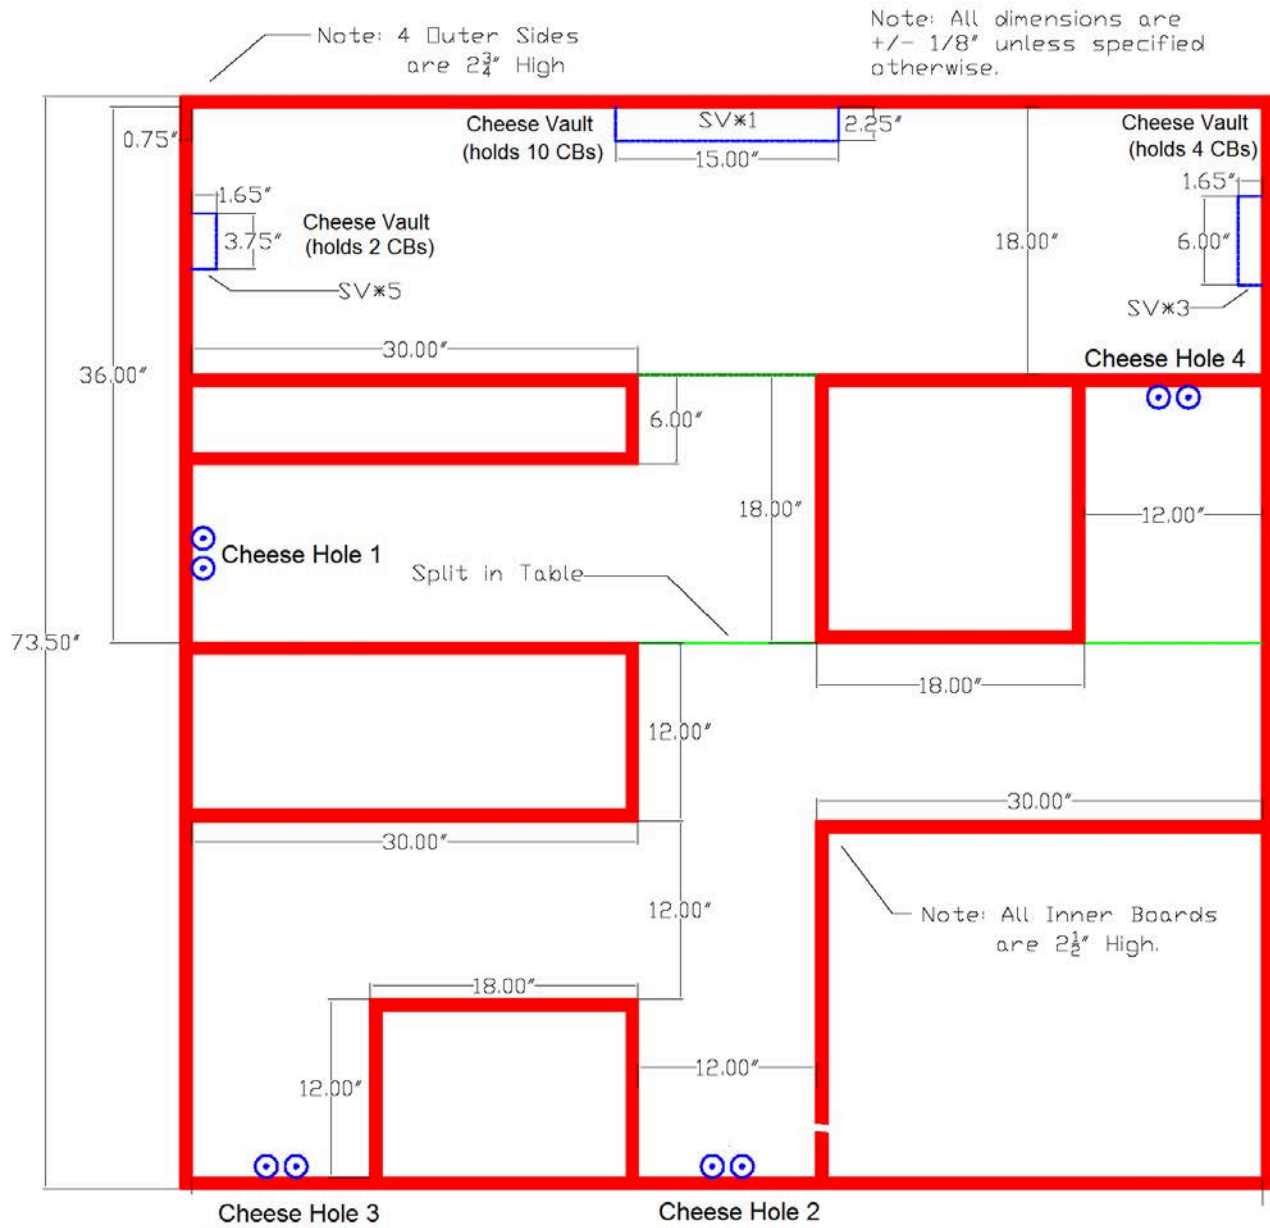 Note: 4 Outer Sides
are 2¾" High
Note: All dimensions are
+/- 1/8" unless specified
otherwise.
0.75"
Cheese Vault
(holds 10 CBs)
SV*1
2.25"
15.00"
Cheese Vault
(holds 4 CBs)
1.65"
1.65"
3.75"
Cheese Vault
(holds 2 CBs)
SV*5
18.00"
6.00"
SV*3
30.00"
36.00"
Cheese Hole 4
6.00"
18.00"
12.00"
Cheese Hole 1
Split in Table
73.50"
18.00"
12.00"
30.00"
30.00"
12.00"
Note: All Inner Boards
are 2½" High.
18.00"
12.00"
12.00"
Cheese Hole 3
Cheese Hole 2